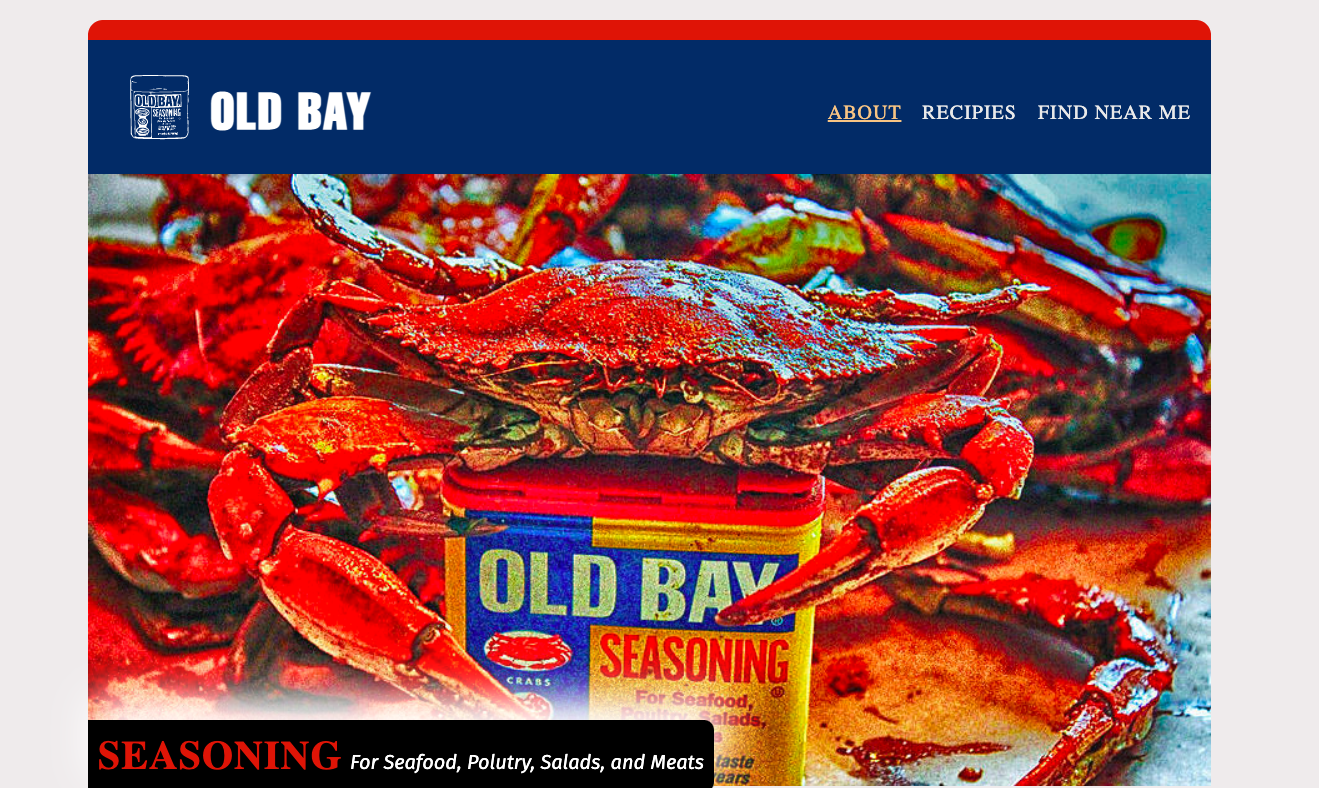 OLD BAY
SEASONING
OLD BAY
ABOUT RECIPIES FIND NEAR ME
OLD BAY®
CRABS
SEASONING®
For Seafood,
Poultry, Salads,
taste
years
SEASONING For Seafood, Polutry, Salads, and Meats